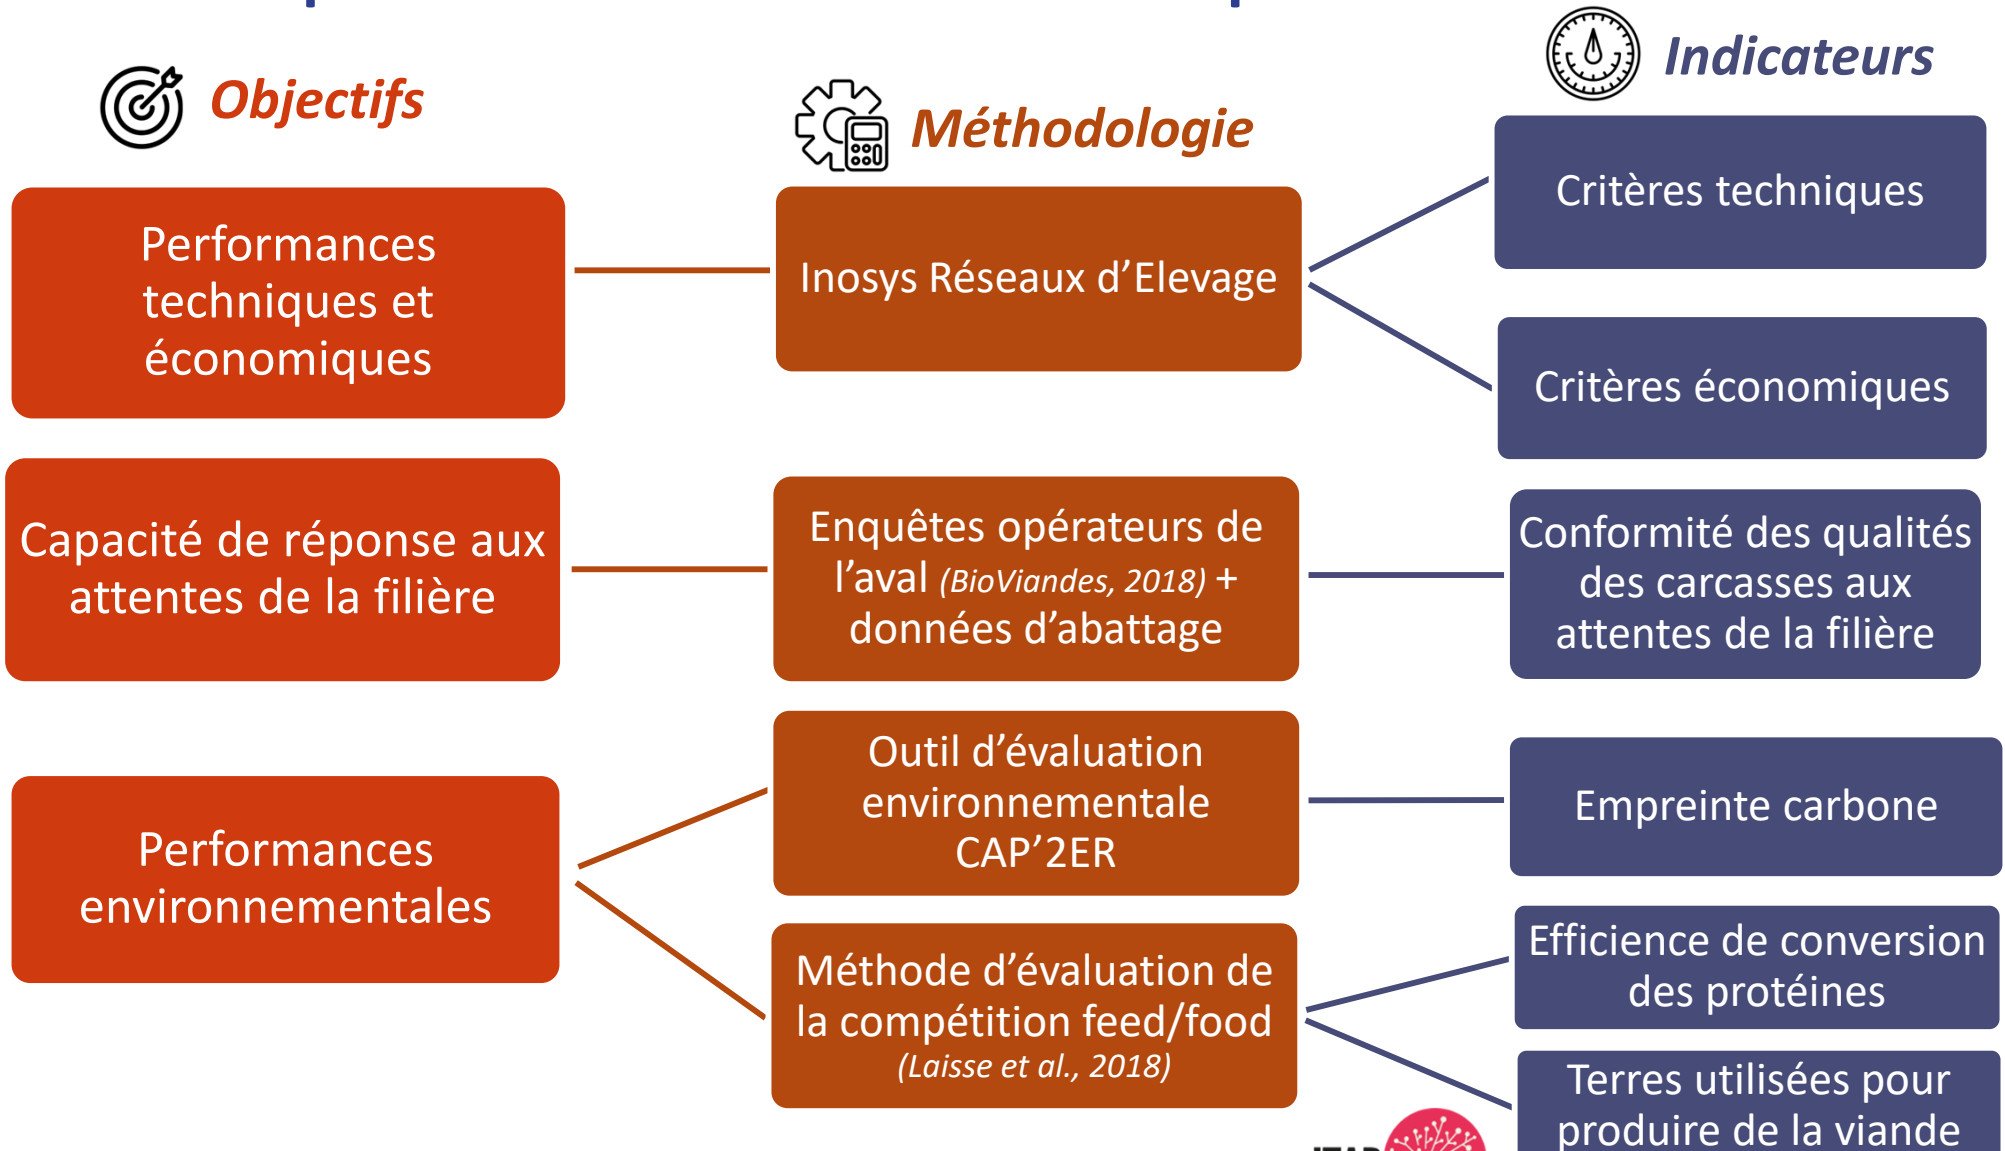 Objectifs
Méthodologie
Indicateurs
Performances
techniques et
économiques
Inosys Réseaux d'Elevage
Critères techniques
Critères économiques
Capacité de réponse aux
attentes de la filière
Enquêtes opérateurs de
l'aval (BioViandes, 2018) +
données d'abattage
Conformité des qualités
des carcasses aux
attentes de la filière
Performances
environnementales
Outil d'évaluation
environnementale
CAP'2ER
Empreinte carbone
Méthode d'évaluation de
la compétition feed/food
(Laisse et al., 2018)
Efficience de conversion
des protéines
Terres utilisées pour
produire de la viande